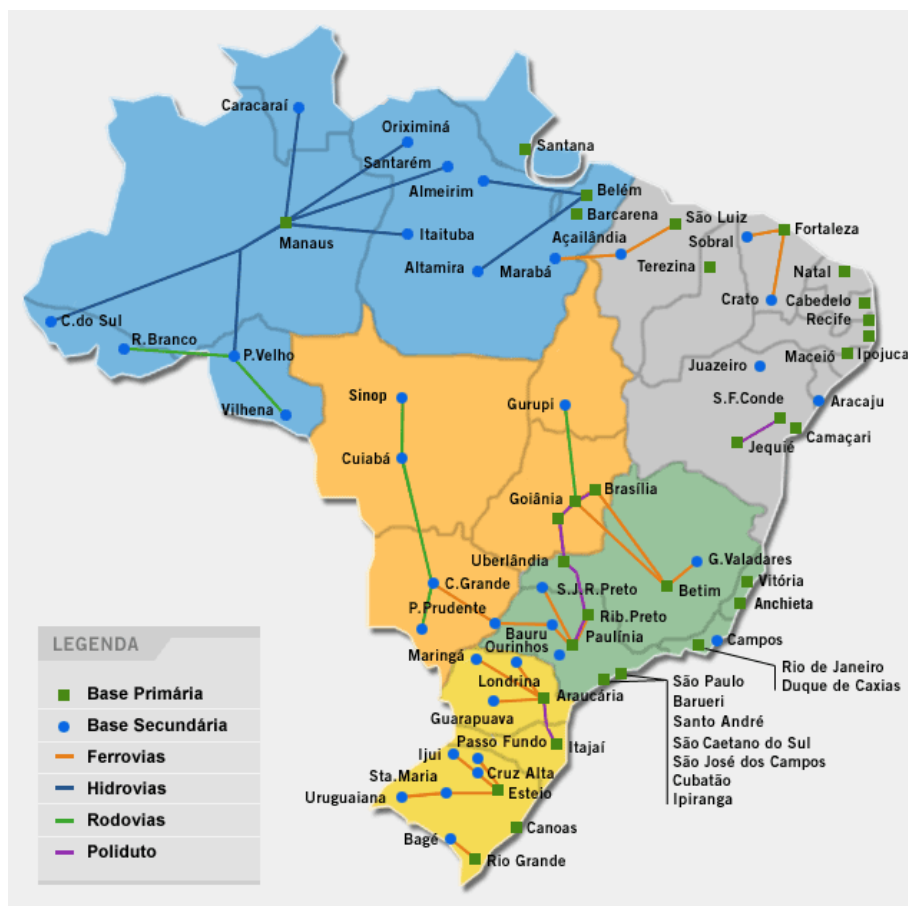 Caracaraí
Oriximiná
Santarém
Almeirim
Santana
Belém
Barcarena
Manaus
Itaituba
Altamira
Açailândia
Marabá
São Luiz
Sobral
Fortaleza
Terezina
Natal
Crato
Cabedelo
Recife
Ipojuca
Maceió
Juazeiro
C.do Sul
R.Branco
P.Velho
Vilhena
Sinop
Gurupi
S.F.Conde
Aracaju
Camaçari
Jequié
Cuiabá
Goiânia
Brasília
Uberlândia
G.Valadares
C.Grande
S.J.R.Preto
Betim
Vitória
P.Prudente
Rib.Preto
Anchieta
Bauru
Paulínia
Ourinhos
Campos
Maringá
Londrina
Araucária
Guarapuava
Rio de Janeiro
Duque de Caxias
São Paulo
Barueri
Santo André
São Caetano do Sul
São José dos Campos
Cubatão
Ipiranga
Passo Fundo
Itajaí
Ijui
Cruz Alta
Sta.Maria
Esteio
Uruguaiana
Canoas
Bagé
Rio Grande
LEGENDA
Base Primária
Base Secundária
Ferrovias
Hidrovias
Rodovias
Poliduto